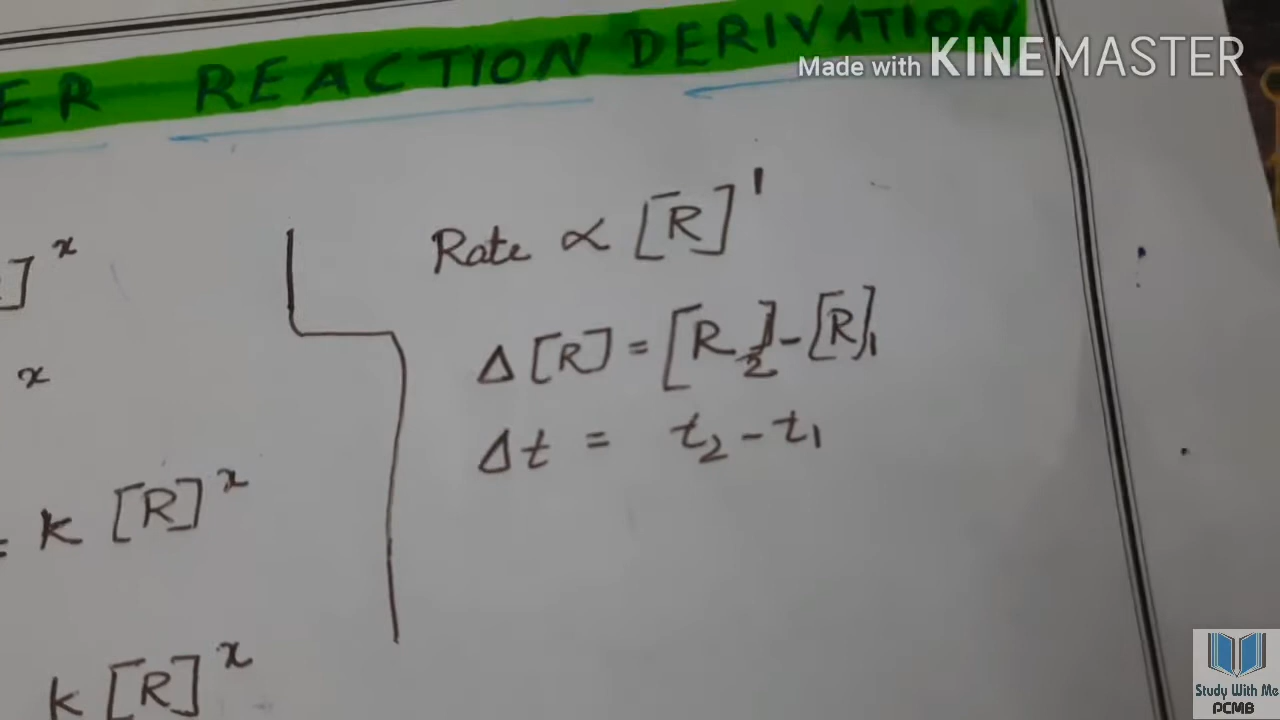 ER REACTION DERIVATION
Made with KINEMASTER
]^x
x
= k [R]^x
k [R]^x
Rate ∝ [R]^1
Δ[R] = [R]_2 - [R]_1
Δt = t_2 - t_1
Study With Me
PCMB